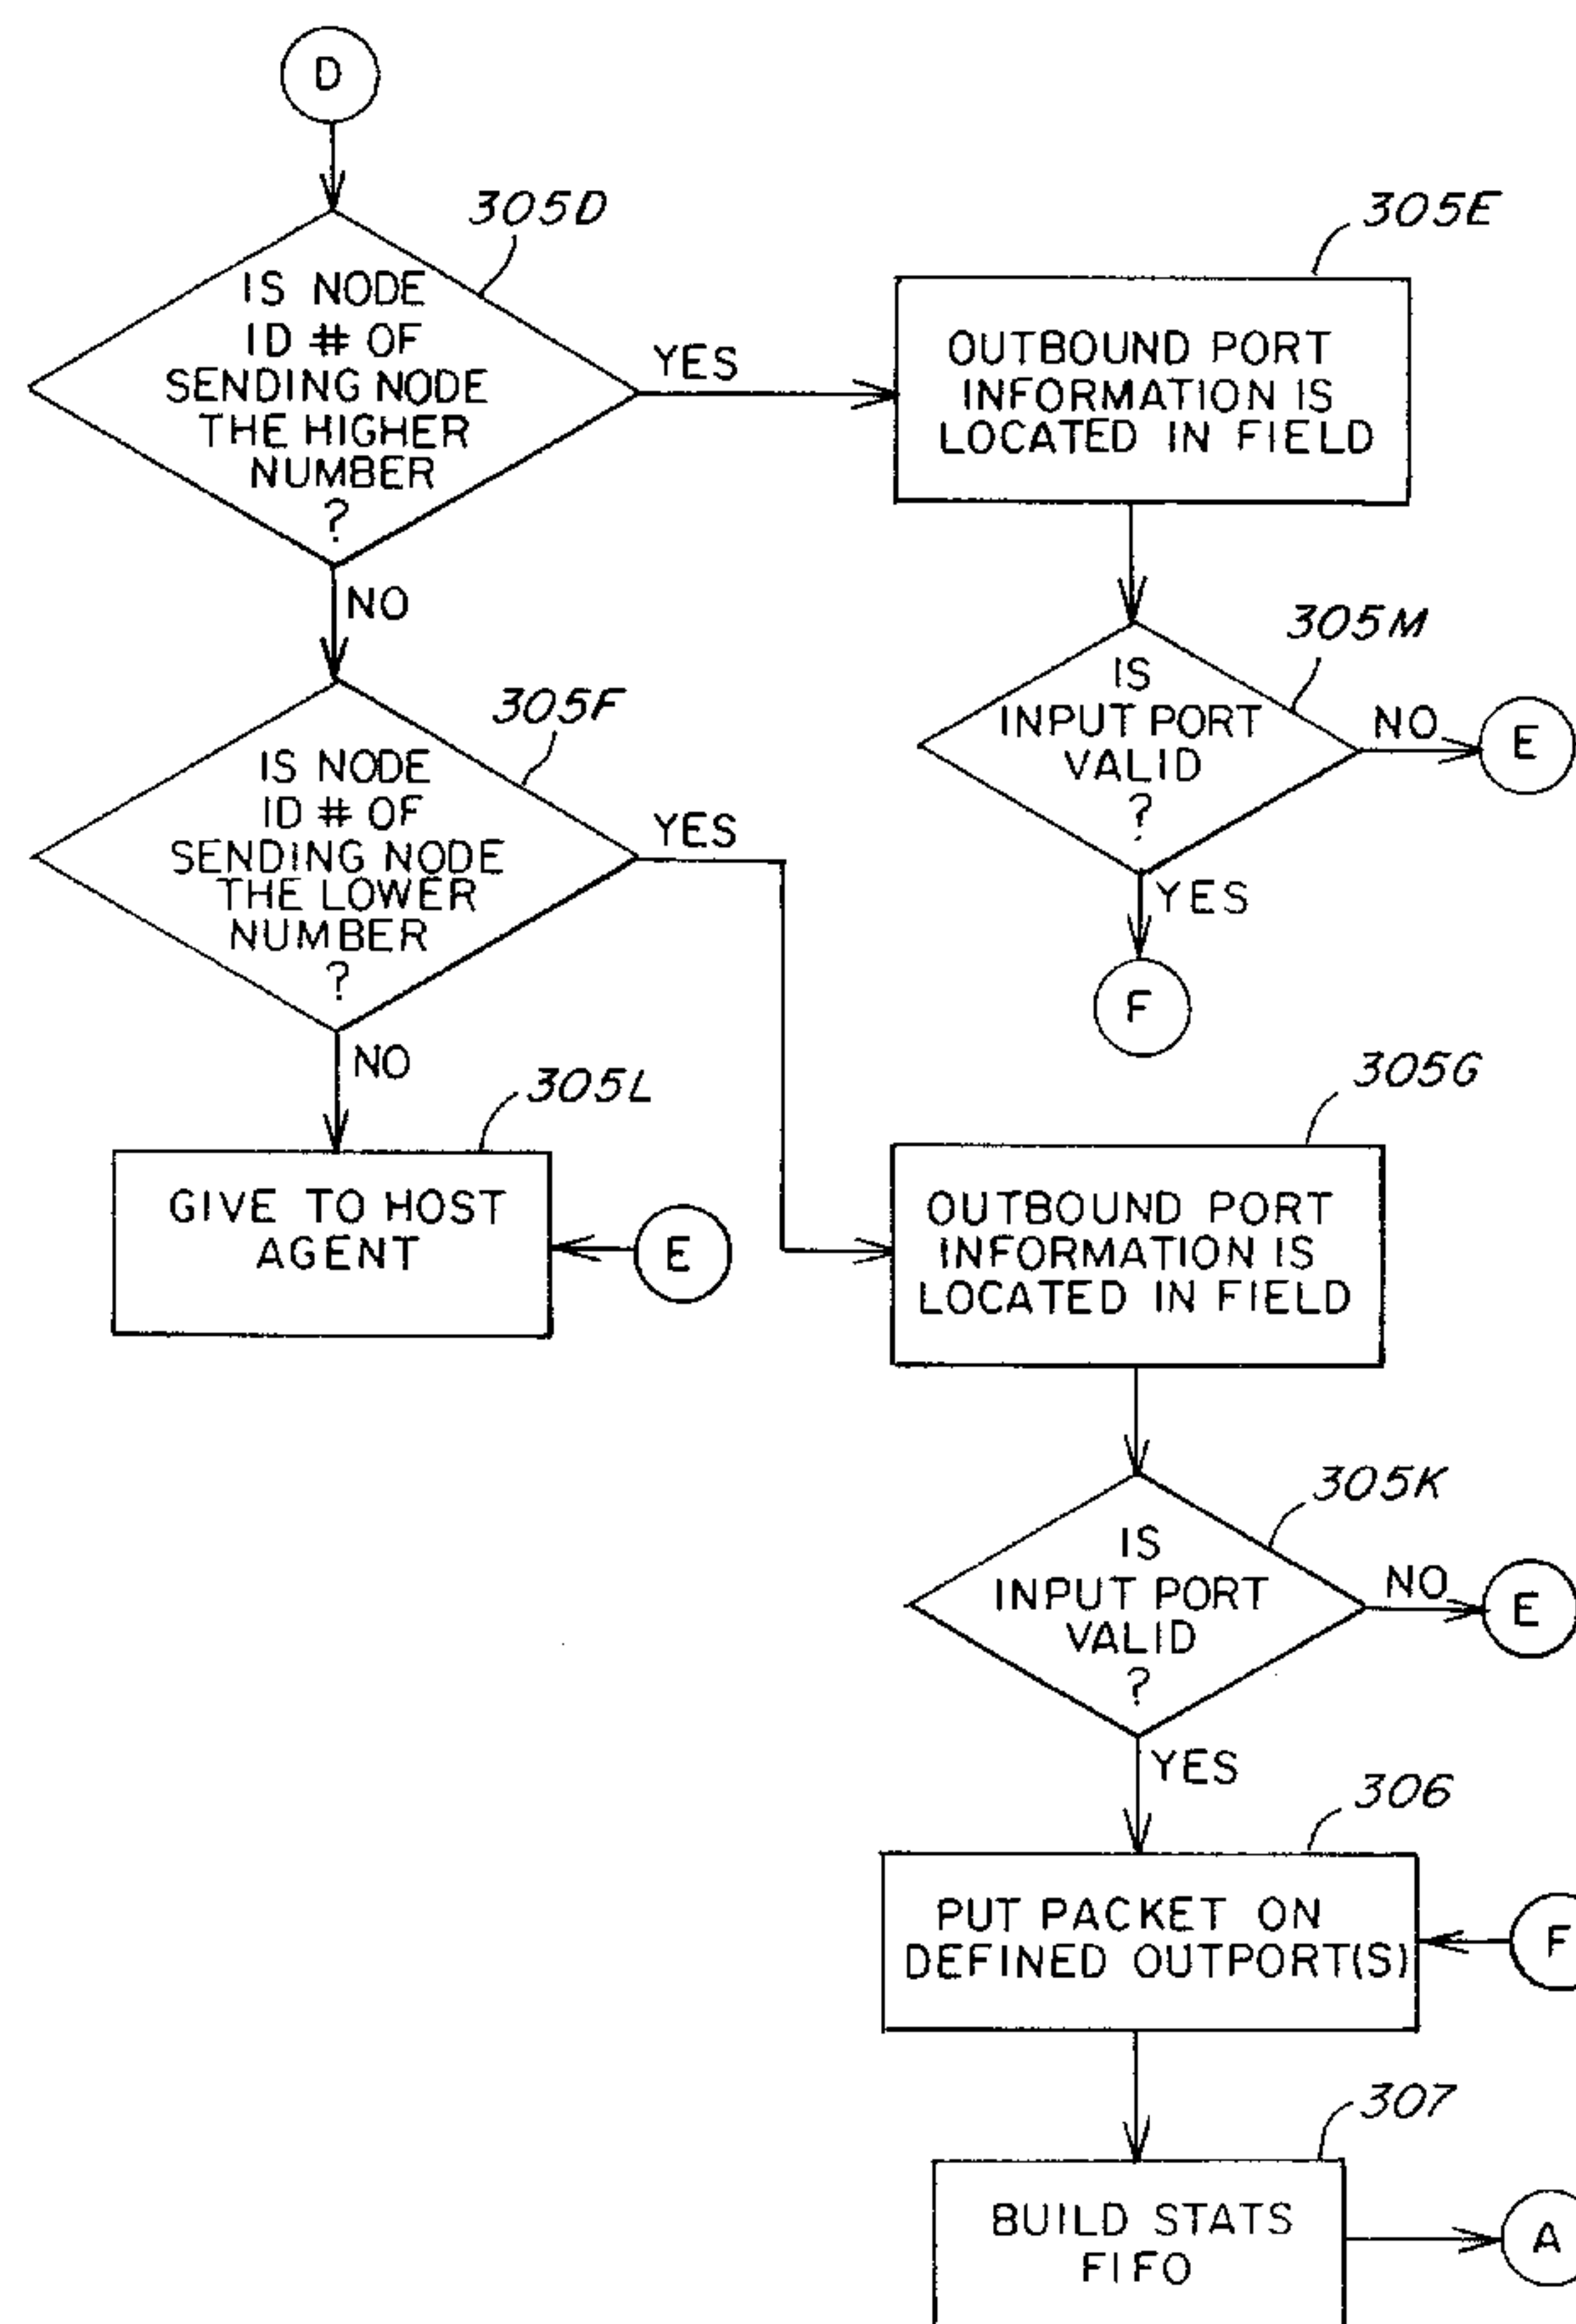 D
305D
IS NODE
ID # OF
SENDING NODE
THE HIGHER
NUMBER
?
YES
NO
305E
OUTBOUND PORT
INFORMATION IS
LOCATED IN FIELD
305M
IS
INPUT PORT
VALID
?
NO
E
YES
F
305F
IS NODE
ID # OF
SENDING NODE
THE LOWER
NUMBER
?
YES
NO
305L
GIVE TO HOST
AGENT
E
305G
OUTBOUND PORT
INFORMATION IS
LOCATED IN FIELD
305K
IS
INPUT PORT
VALID
?
NO
E
YES
306
PUT PACKET ON
DEFINED OUTPORT(S)
F
307
BUILD STATS
FIFO
A